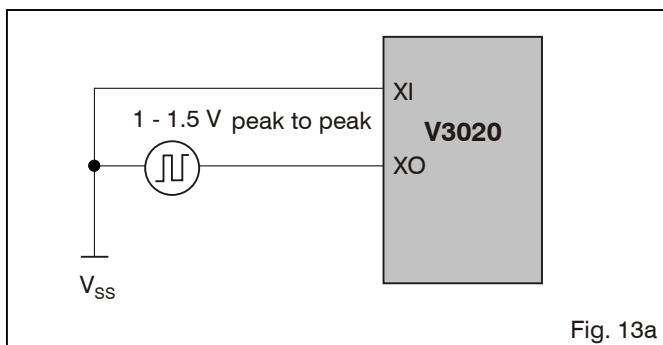 XI
1 - 1.5 V peak to peak
V3020
XO
VSS
Fig. 13a